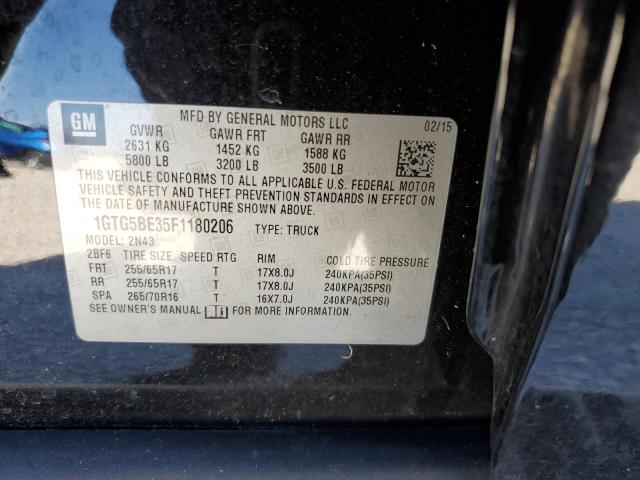 GM
MFD BY GENERAL MOTORS LLC 02/15
GVWR GAWR FRT GAWR RR
2631 KG 1452 KG 1588 KG
5800 LB 3200 LB 3500 LB
THIS VEHICLE CONFORMS TO ALL APPLICABLE U.S. FEDERAL MOTOR
VEHICLE SAFETY AND THEFT PREVENTION STANDARDS IN EFFECT ON
THE DATE OF MANUFACTURE SHOWN ABOVE.
1GTG5BE35F1180206 TYPE: TRUCK
MODEL: 2N43
2BF6 TIRE SIZE SPEED RTG RIM COLD TIRE PRESSURE
FRT 255/65R17 T 17X8.0J 240KPA(35PSI)
RR 255/65R17 T 17X8.0J 240KPA(35PSI)
SPA 265/70R16 T 16X7.0J 240KPA(35PSI)
SEE OWNER'S MANUAL i FOR MORE INFORMATION.